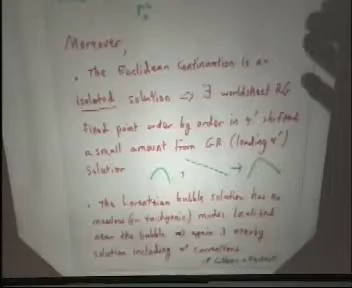 Moreover,
• The Euclidean Continuation is an
isolated solution => ∃ worldsheet RG
fixed point order by order in α' shifted
a small amount from GR (leading α')
solution
• The Lorentzian bubble solution has no
massless (or tachyonic) modes localized
near the bubble => again ∃ nearby
solution including α' corrections